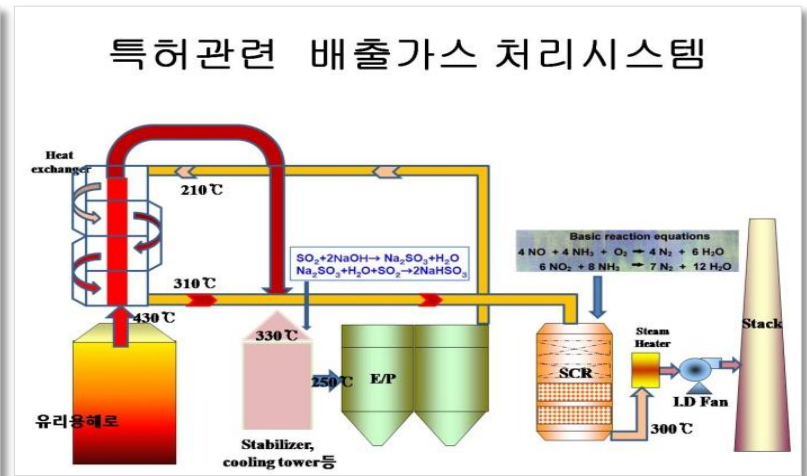 특허관련 배출가스 처리시스템
Heat
exchanger
210℃
310℃
430℃
유리용해로
SO₂+2NaOH→ Na₂SO₃+H₂O
Na₂SO₃+H₂O+SO₂→2NaHSO₃
330℃
250℃
E/P
Stabilizer,
cooling tower등
Basic reaction equations
4 NO + 4 NH₃ + O₂ ➔ 4 N₂ + 6 H₂O
6 NO₂ + 8 NH₃ ➔ 7 N₂ + 12 H₂O
SCR
Steam
Heater
I.D Fan
300℃
Stack